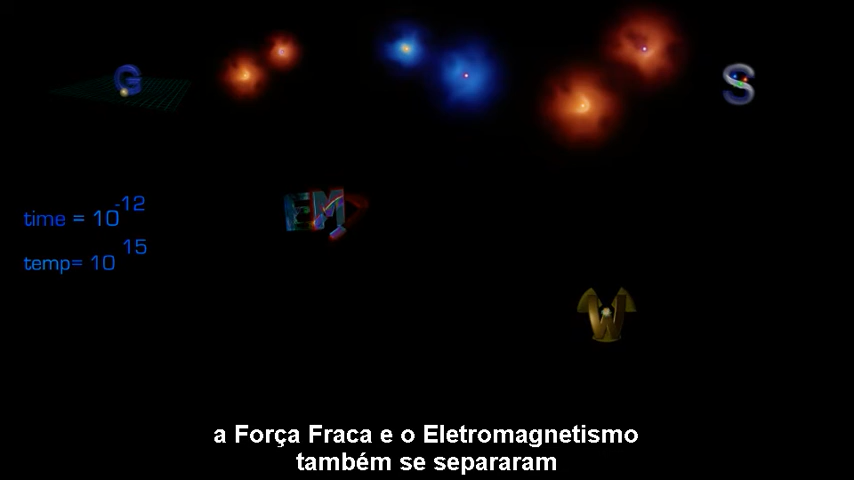 G
S
time = 10^-12
EM
temp= 10^15
W
a Força Fraca e o Eletromagnetismo
também se separaram